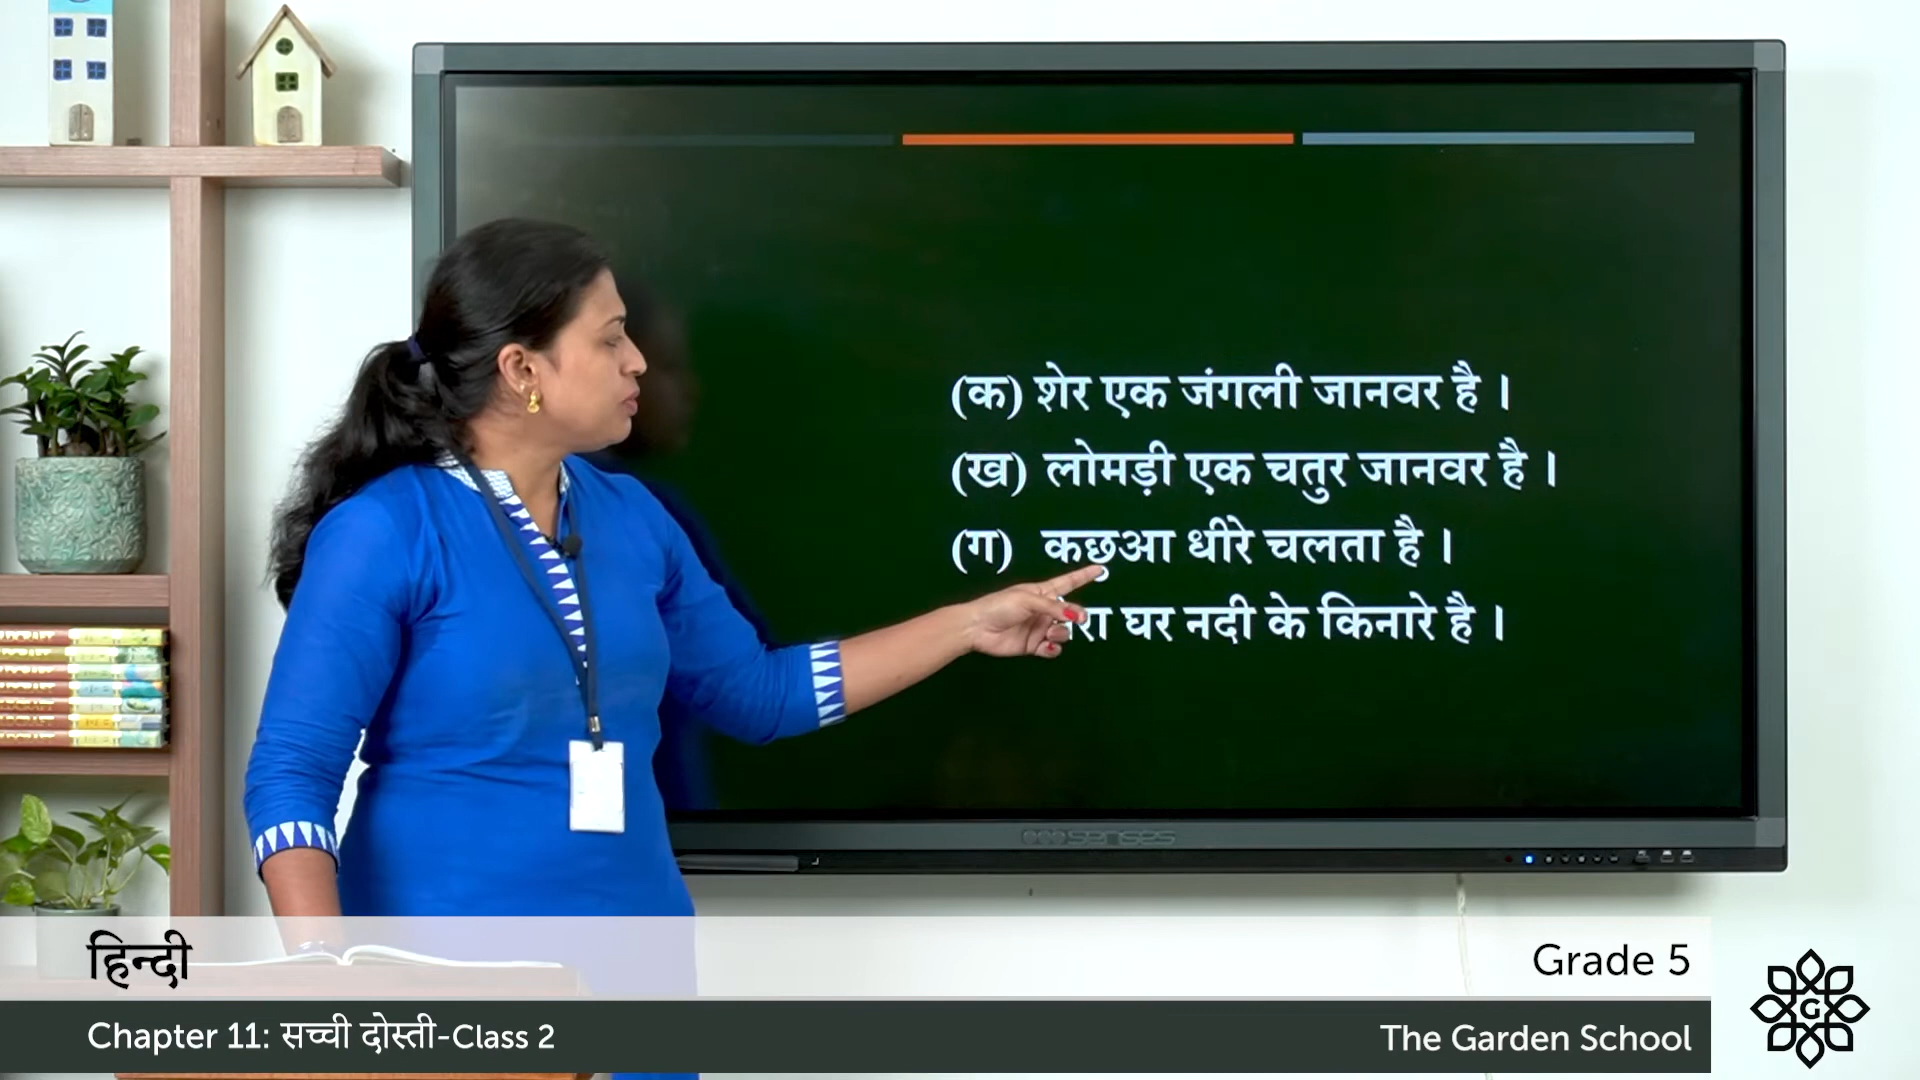 (क) शेर एक जंगली जानवर है ।
(ख) लोमड़ी एक चतुर जानवर है ।
(ग) कछुआ धीरे चलता है ।
घर नदी के किनारे है ।
हिन्दी
Grade 5
Chapter 11: सच्ची दोस्ती-Class 2
The Garden School
G